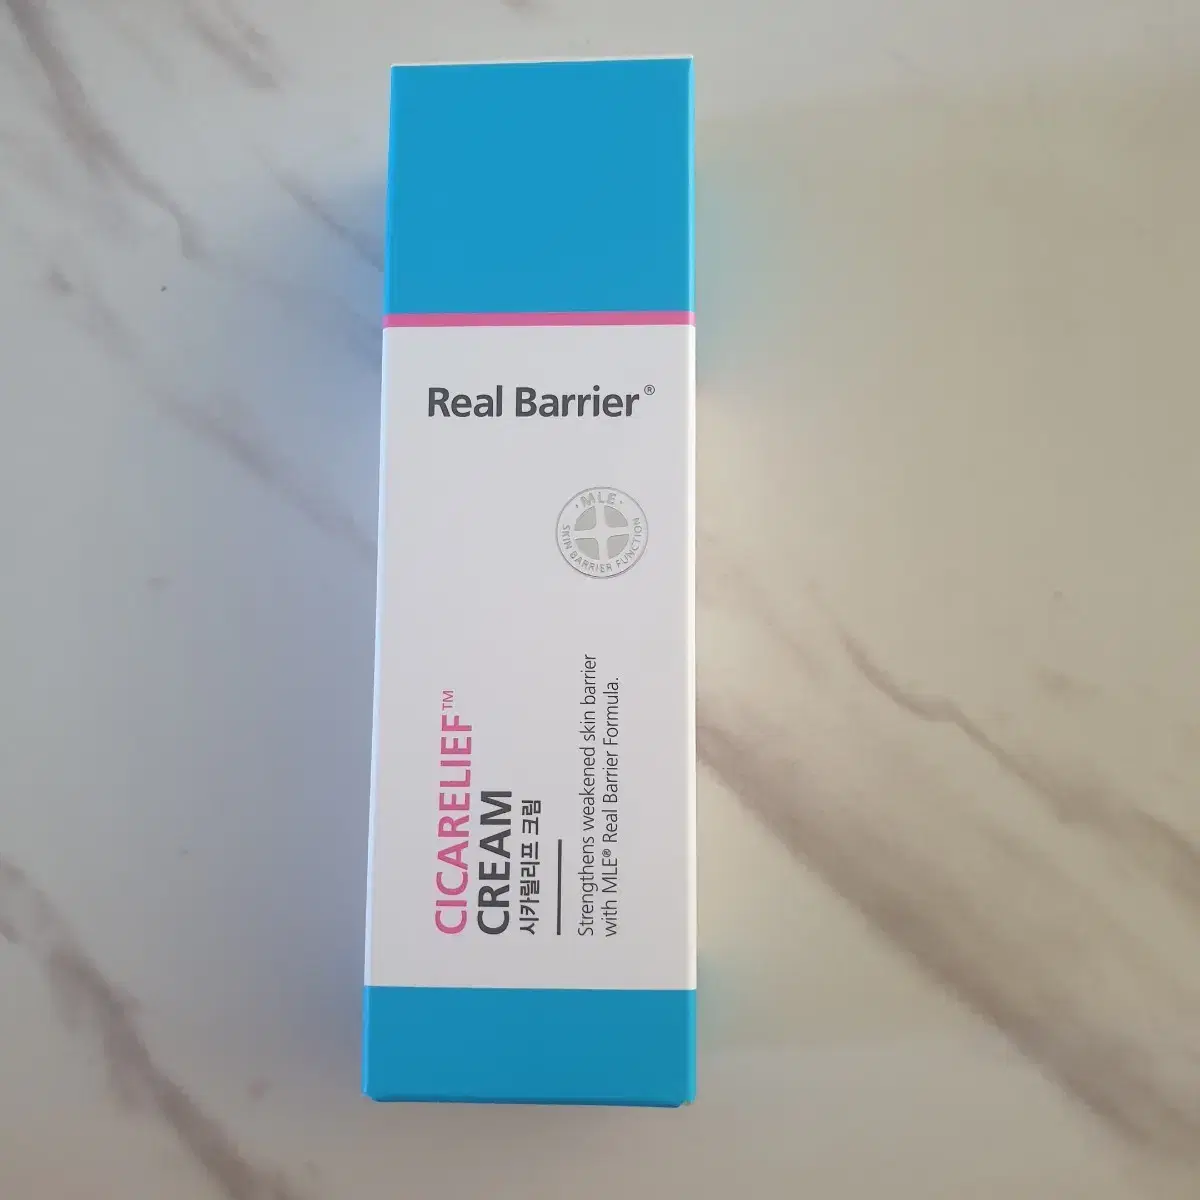 Real Barrier®
· MLE ·
SKIN BARRIER FUNCTION
CICARELIEF™
CREAM
시카릴리프 크림
Strengthens weakened skin barrier
with MLE® Real Barrier Formula.